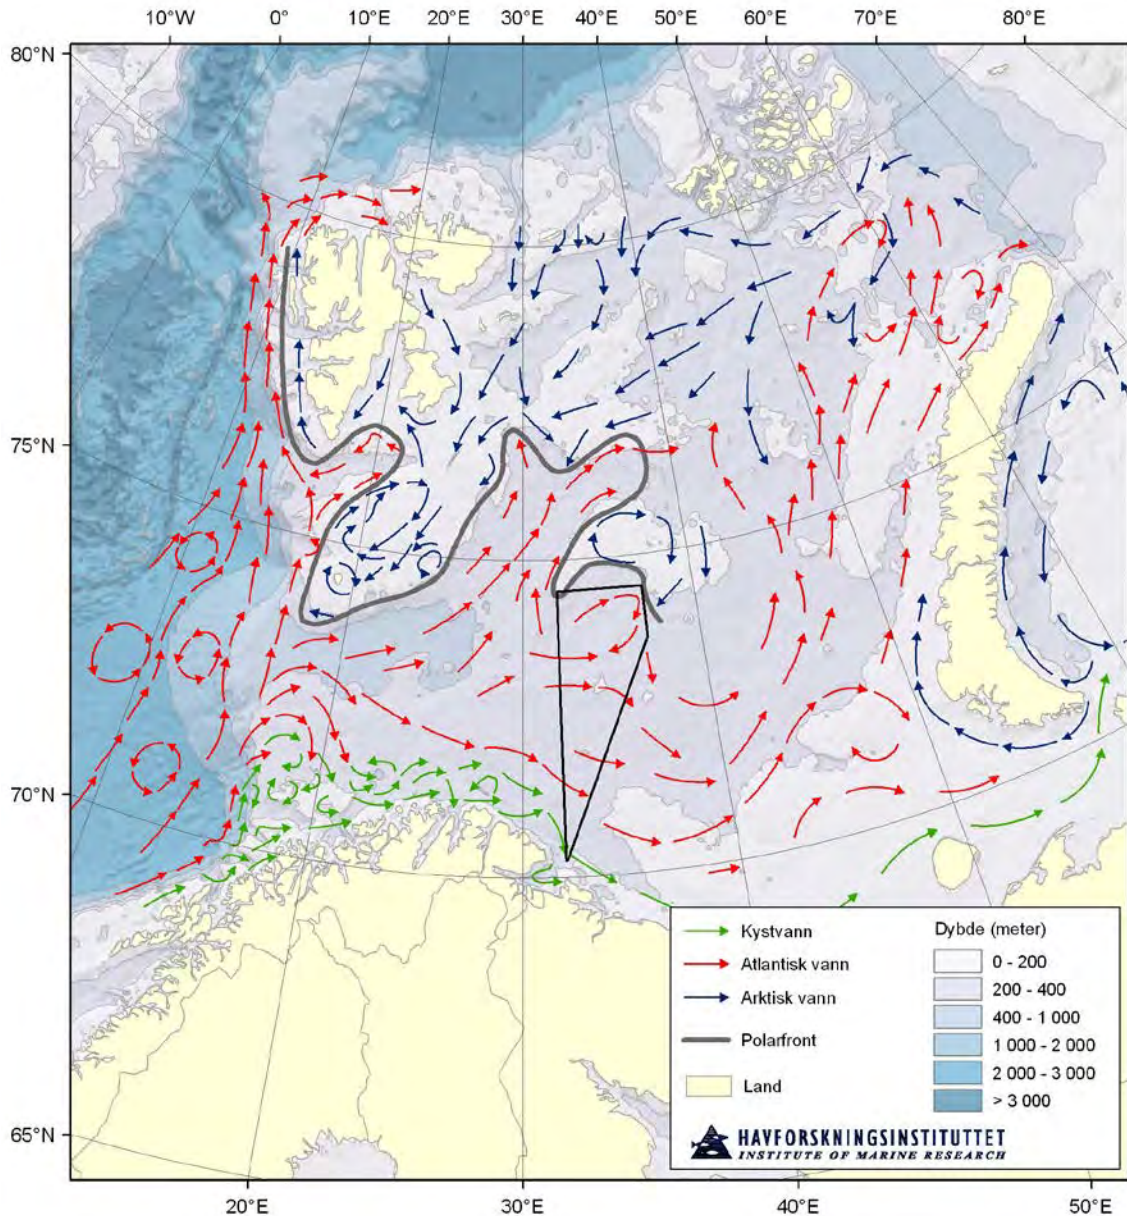 10°W 0° 10°E 20°E 30°E 40°E 50°E 60°E 70°E 80°E
80°N
75°N
70°N
65°N
Kystvann
Atlantisk vann
Arktisk vann
Polarfront
Land
Dybde (meter)
0 - 200
200 - 400
400 - 1 000
1 000 - 2 000
2 000 - 3 000
> 3 000
HAVFORSKNINGSINSTITUTTET
INSTITUTE OF MARINE RESEARCH
20°E 30°E 40°E 50°E